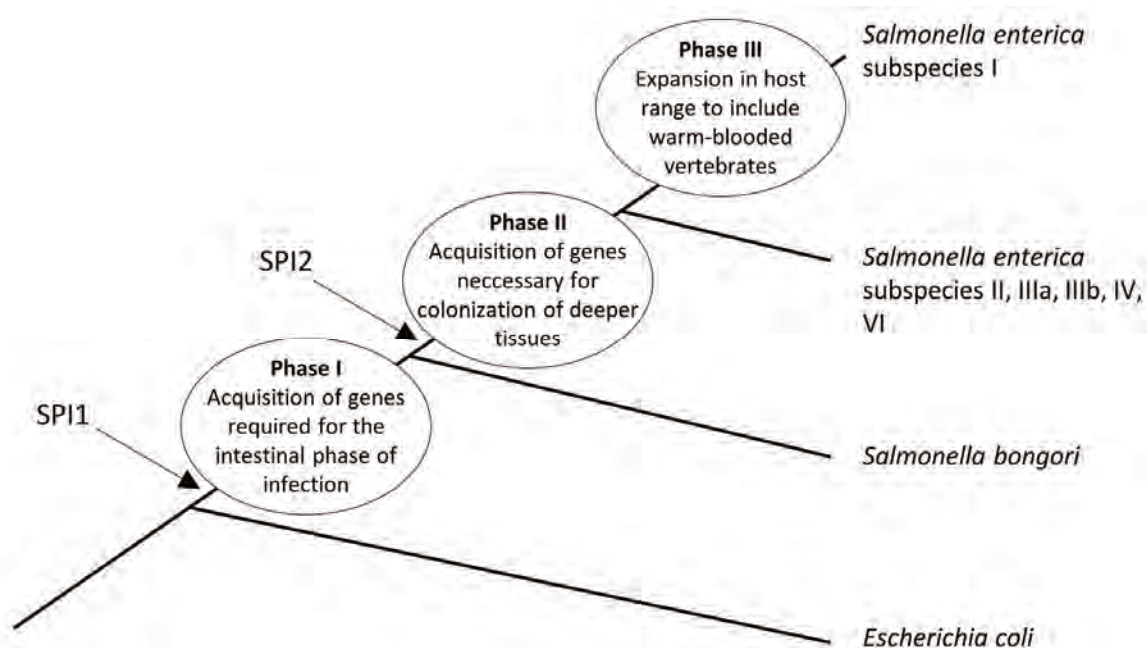 Salmonella enterica
subspecies I
Phase III
Expansion in host
range to include
warm-blooded
vertebrates
Phase II
Acquisition of genes
neccessary for
colonization of deeper
tissues
Salmonella enterica
subspecies II, IIIa, IIIb, IV,
VI
SPI2
Phase I
Acquisition of genes
required for the
intestinal phase of
infection
SPI1
Salmonella bongori
Escherichia coli